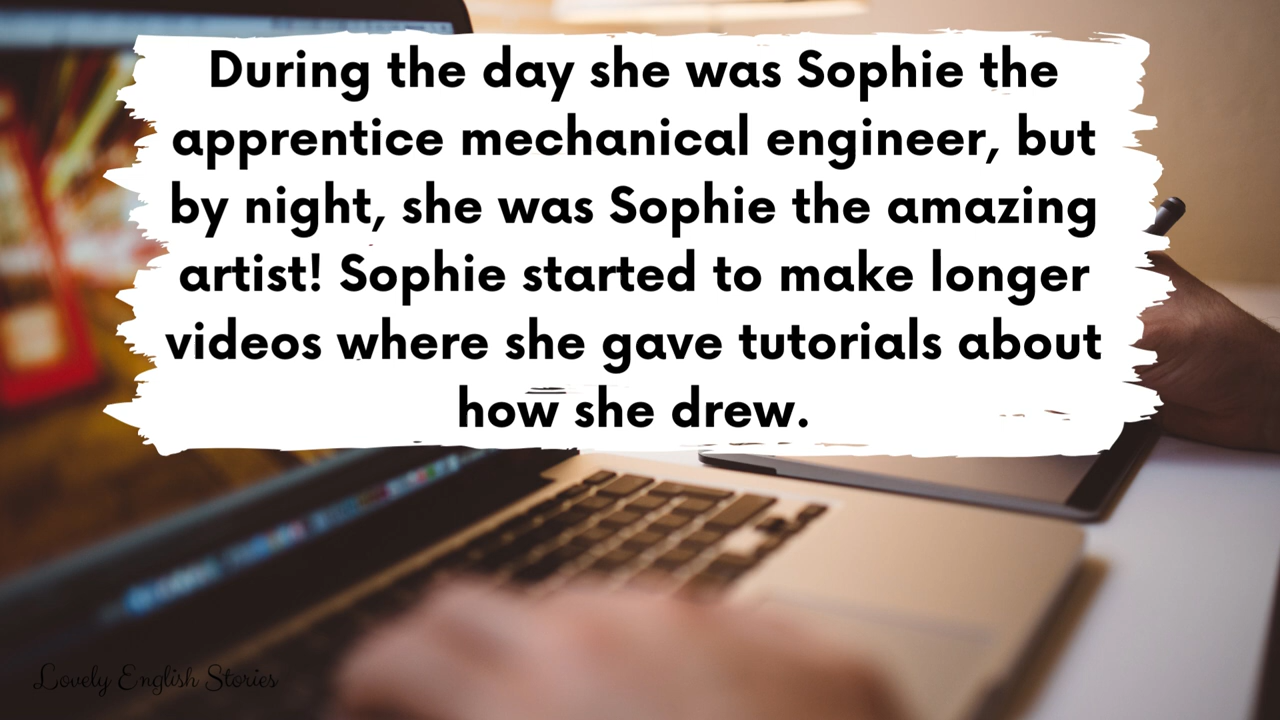 During the day she was Sophie the
apprentice mechanical engineer, but
by night, she was Sophie the amazing
artist! Sophie started to make longer
videos where she gave tutorials about
how she drew.
Lovely English Stories